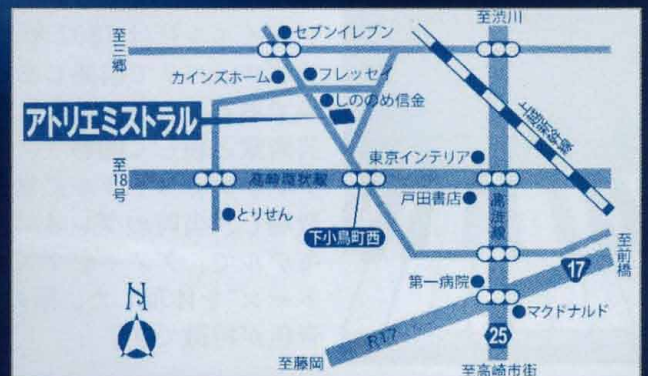 至渋川
セブンイレブン
至三郷
カインズホーム
フレッセイ
しののめ信金
アトリエミストラル
上越新幹線
東京インテリア
至18号
高崎環状線
戸田書店
高浜線
とりせん
下小鳥町西
至前橋
17
第一病院
N
マクドナルド
R17
25
至藤岡
至高崎市街